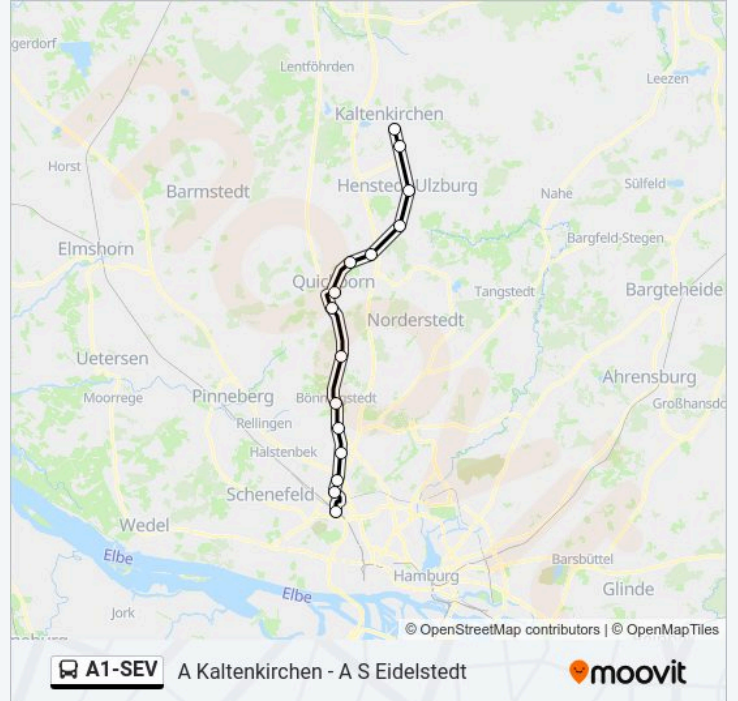 gerdorf
Lentföhrden
Leezen
Kaltenkirchen
Horst
Barmstedt
Henstedt-Ulzburg
Nahe
Sülfeld
Elmshorn
Bargfeld-Stegen
Quickborn
Tangstedt
Bargteheide
Norderstedt
Uetersen
Ahrensburg
Moorrege
Pinneberg
Bönningstedt
Großhansdo
Rellingen
Halstenbek
Schenefeld
Wedel
Elbe
Barsbüttel
Hamburg
Glinde
Elbe
Jork
© OpenStreetMap contributors | © OpenMapTiles
A1-SEV A Kaltenkirchen - A S Eidelstedt moovit